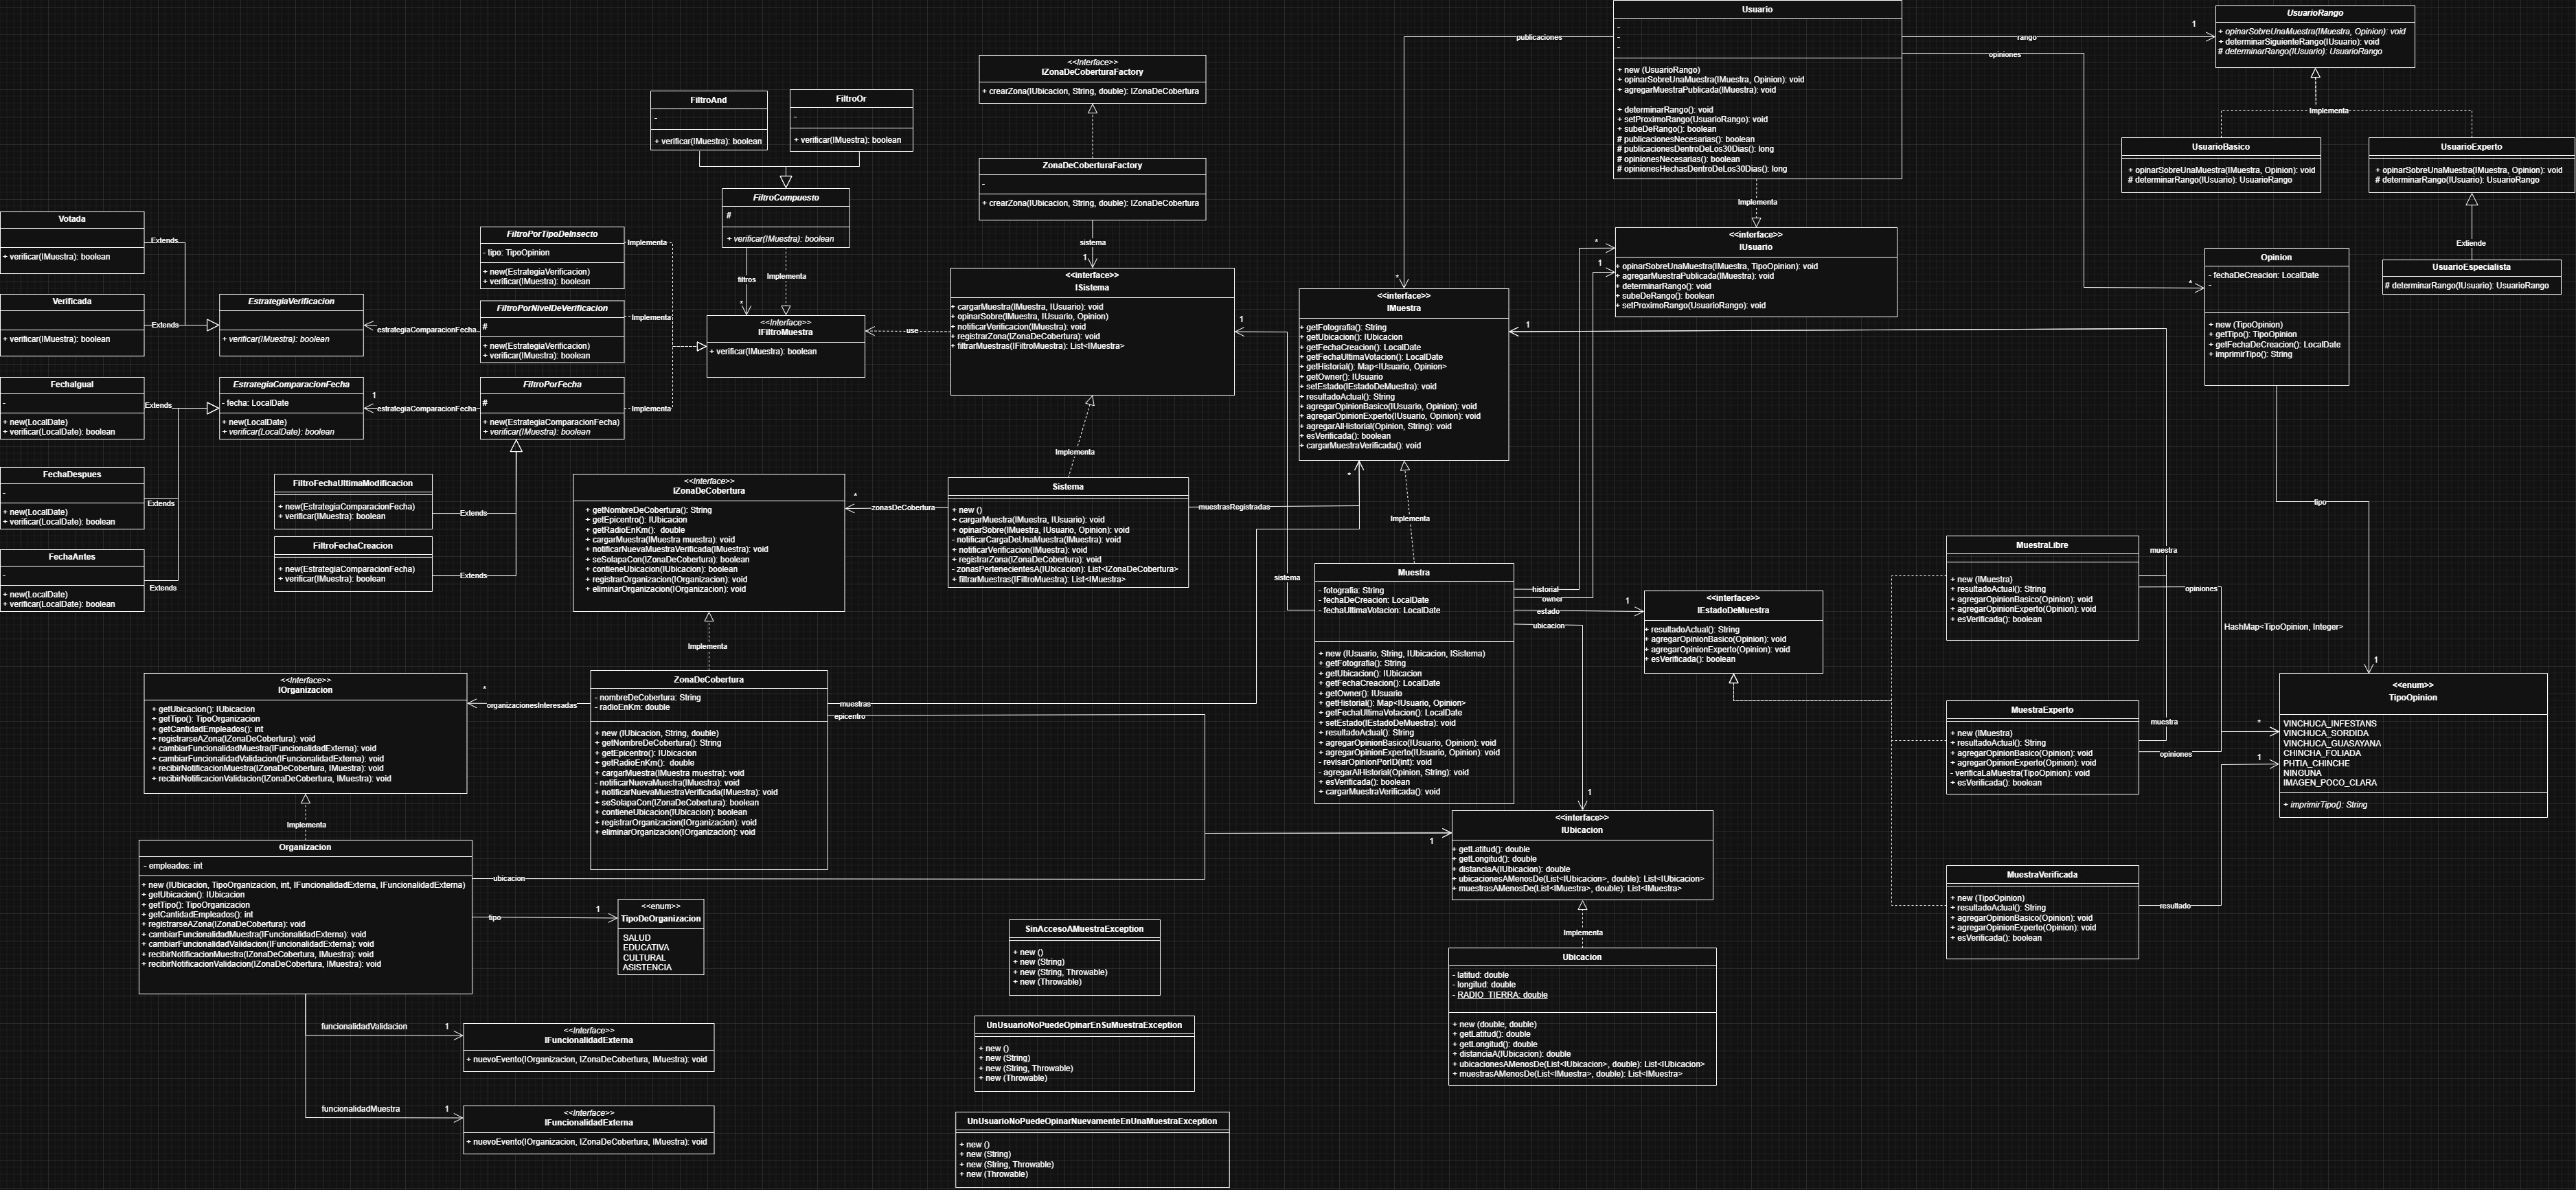 Usuario
-
-
-
+ new (UsuarioRango)
+ opinarSobreUnaMuestra(IMuestra, Opinion): void
+ agregarMuestraPublicada(IMuestra): void
+ determinarRango(): void
+ setProximoRango(UsuarioRango): void
+ subeDeRango(): boolean
# publicacionesNecesarias(): boolean
# publicacionesDentroDeLos30Dias(): long
# opinionesNecesarias(): boolean
# opinionesHechasDentroDeLos30Dias(): long
publicaciones
*
rango
1
opiniones
*
UsuarioRango
+ opinarSobreUnaMuestra(IMuestra, Opinion): void
+ determinarSiguienteRango(IUsuario): void
# determinarRango(IUsuario): UsuarioRango
Implementa
UsuarioBasico
+ opinarSobreUnaMuestra(IMuestra, Opinion): void
# determinarRango(IUsuario): UsuarioRango
UsuarioExperto
+ opinarSobreUnaMuestra(IMuestra, Opinion): void
# determinarRango(IUsuario): UsuarioRango
Extiende
UsuarioEspecialista
# determinarRango(IUsuario): UsuarioRango
Implementa
<<interface>>
IUsuario
+ opinarSobreUnaMuestra(IMuestra, TipoOpinion): void
+ agregarMuestraPublicada(IMuestra): void
+ determinarRango(): void
+ subeDeRango(): boolean
+ setProximoRango(UsuarioRango): void
*
1
Opinion
- fechaDeCreacion: LocalDate
-
+ new (TipoOpinion)
+ getTipo(): TipoOpinion
+ getFechaDeCreacion(): LocalDate
+ imprimirTipo(): String
tipo
1
<<Interface>>
IZonaDeCoberturaFactory
+ crearZona(IUbicacion, String, double): IZonaDeCobertura
ZonaDeCoberturaFactory
-
+ crearZona(IUbicacion, String, double): IZonaDeCobertura
sistema
1
FiltroAnd
-
+ verificar(IMuestra): boolean
FiltroOr
-
+ verificar(IMuestra): boolean
FiltroCompuesto
#
+ verificar(IMuestra): boolean
filtros
*
Implementa
<<Interface>>
IFiltroMuestra
+ verificar(IMuestra): boolean
use
FiltroPorTipoDeInsecto
- tipo: TipoOpinion
+ new(EstrategiaVerificacion)
+ verificar(IMuestra): boolean
Implementa
FiltroPorNivelDeVerificacion
#
+ new(EstrategiaVerificacion)
+ verificar(IMuestra): boolean
Implementa
estrategiaComparacionFecha
FiltroPorFecha
#
+ new(EstrategiaComparacionFecha)
+ verificar(IMuestra): boolean
Implementa
1
estrategiaComparacionFecha
Votada
+ verificar(IMuestra): boolean
Extends
Verificada
+ verificar(IMuestra): boolean
Extends
EstrategiaVerificacion
+ verificar(IMuestra): boolean
FechaIgual
-
+ new(LocalDate)
+ verificar(LocalDate): boolean
Extends
EstrategiaComparacionFecha
- fecha: LocalDate
+ new(LocalDate)
+ verificar(LocalDate): boolean
FechaDespues
-
+ new(LocalDate)
+ verificar(LocalDate): boolean
Extends
FechaAntes
-
+ new(LocalDate)
+ verificar(LocalDate): boolean
Extends
FiltroFechaUltimaModificacion
+ new(EstrategiaComparacionFecha)
+ verificar(IMuestra): boolean
Extends
FiltroFechaCreacion
+ new(EstrategiaComparacionFecha)
+ verificar(IMuestra): boolean
Extends
<<interface>>
ISistema
+ cargarMuestra(IMuestra, IUsuario): void
+ opinarSobre(IMuestra, IUsuario, Opinion)
+ notificarVerificacion(IMuestra): void
+ registrarZona(IZonaDeCobertura): void
+ filtrarMuestras(IFiltroMuestra): List<IMuestra>
1
Implementa
Sistema
+ new ()
+ cargarMuestra(IMuestra, IUsuario): void
+ opinarSobre(IMuestra, IUsuario, Opinion): void
- notificarCargaDeUnaMuestra(IMuestra): void
+ notificarVerificacion(IMuestra): void
+ registrarZona(IZonaDeCobertura): void
- zonasPertenecientesA(IUbicacion): List<IZonaDeCobertura>
+ filtrarMuestras(IFiltroMuestra): List<IMuestra>
*
zonasDeCobertura
muestrasRegistradas
*
sistema
<<interface>>
IMuestra
+ getFotografia(): String
+ getUbicacion(): IUbicacion
+ getFechaCreacion(): LocalDate
+ getFechaUltimaVotacion(): LocalDate
+ getHistorial(): Map<IUsuario, Opinion>
+ getOwner(): IUsuario
+ setEstado(IEstadoDeMuestra): void
+ resultadoActual(): String
+ agregarOpinionBasico(IUsuario, Opinion): void
+ agregarOpinionExperto(IUsuario, Opinion): void
+ agregarAlHistorial(Opinion, String): void
+ esVerificada(): boolean
+ cargarMuestraVerificada(): void
1
Implementa
Muestra
- fotografia: String
- fechaDeCreacion: LocalDate
- fechaUltimaVotacion: LocalDate
+ new (IUsuario, String, IUbicacion, ISistema)
+ getFotografia(): String
+ getUbicacion(): IUbicacion
+ getFechaCreacion(): LocalDate
+ getOwner(): IUsuario
+ getHistorial(): Map<IUsuario, Opinion>
+ getFechaUltimaVotacion(): LocalDate
+ setEstado(IEstadoDeMuestra): void
+ resultadoActual(): String
+ agregarOpinionBasico(IUsuario, Opinion): void
+ agregarOpinionExperto(IUsuario, Opinion): void
- revisarOpinionPorID(int): void
- agregarAlHistorial(Opinion, String): void
+ esVerificada(): boolean
+ cargarMuestraVerificada(): void
historial
owner
estado
1
ubicacion
1
<<interface>>
IEstadoDeMuestra
+ resultadoActual(): String
+ agregarOpinionBasico(Opinion): void
+ agregarOpinionExperto(Opinion): void
+ esVerificada(): boolean
MuestraLibre
+ new (IMuestra)
+ resultadoActual(): String
+ agregarOpinionBasico(Opinion): void
+ agregarOpinionExperto(Opinion): void
+ esVerificada(): boolean
muestra
opiniones
HashMap<TipoOpinion, Integer>
MuestraExperto
+ new (IMuestra)
+ resultadoActual(): String
+ agregarOpinionBasico(Opinion): void
+ agregarOpinionExperto(Opinion): void
- verificaLaMuestra(TipoOpinion): void
+ esVerificada(): boolean
muestra
opiniones
*
1
MuestraVerificada
+ new (TipoOpinion)
+ resultadoActual(): String
+ agregarOpinionBasico(Opinion): void
+ agregarOpinionExperto(Opinion): void
+ esVerificada(): boolean
resultado
<<enum>>
TipoOpinion
VINCHUCA_INFESTANS
VINCHUCA_SORDIDA
VINCHUCA_GUASAYANA
CHINCHA_FOLIADA
PHTIA_CHINCHE
NINGUNA
IMAGEN_POCO_CLARA
+ imprimirTipo(): String
<<Interface>>
IZonaDeCobertura
+ getNombreDeCobertura(): String
+ getEpicentro(): IUbicacion
+ getRadioEnKm(): double
+ cargarMuestra(IMuestra muestra): void
+ notificarNuevaMuestraVerificada(IMuestra): void
+ seSolapaCon(IZonaDeCobertura): boolean
+ contieneUbicacion(IUbicacion): boolean
+ registrarOrganizacion(IOrganizacion): void
+ eliminarOrganizacion(IOrganizacion): void
Implementa
ZonaDeCobertura
- nombreDeCobertura: String
- radioEnKm: double
+ new (IUbicacion, String, double)
+ getNombreDeCobertura(): String
+ getEpicentro(): IUbicacion
+ getRadioEnKm(): double
+ cargarMuestra(IMuestra muestra): void
- notificarNuevaMuestra(IMuestra): void
+ notificarNuevaMuestraVerificada(IMuestra): void
+ seSolapaCon(IZonaDeCobertura): boolean
+ contieneUbicacion(IUbicacion): boolean
+ registrarOrganizacion(IOrganizacion): void
+ eliminarOrganizacion(IOrganizacion): void
*
organizacionesInteresadas
muestras
epicentro
<<Interface>>
IOrganizacion
+ getUbicacion(): IUbicacion
+ getTipo(): TipoOrganizacion
+ getCantidadEmpleados(): int
+ registrarseAZona(IZonaDeCobertura): void
+ cambiarFuncionalidadMuestra(IFuncionalidadExterna): void
+ cambiarFuncionalidadValidacion(IFuncionalidadExterna): void
+ recibirNotificacionMuestra(IZonaDeCobertura, IMuestra): void
+ recibirNotificacionValidacion(IZonaDeCobertura, IMuestra): void
Implementa
Organizacion
- empleados: int
+ new (IUbicacion, TipoOrganizacion, int, IFuncionalidadExterna, IFuncionalidadExterna)
+ getUbicacion(): IUbicacion
+ getTipo(): TipoOrganizacion
+ getCantidadEmpleados(): int
+ registrarseAZona(IZonaDeCobertura): void
+ cambiarFuncionalidadMuestra(IFuncionalidadExterna): void
+ cambiarFuncionalidadValidacion(IFuncionalidadExterna): void
+ recibirNotificacionMuestra(IZonaDeCobertura, IMuestra): void
+ recibirNotificacionValidacion(IZonaDeCobertura, IMuestra): void
ubicacion
tipo
1
<<enum>>
TipoDeOrganizacion
SALUD
EDUCATIVA
CULTURAL
ASISTENCIA
funcionalidadValidacion
1
<<Interface>>
IFuncionalidadExterna
+ nuevoEvento(IOrganizacion, IZonaDeCobertura, IMuestra): void
funcionalidadMuestra
1
<<Interface>>
IFuncionalidadExterna
+ nuevoEvento(IOrganizacion, IZonaDeCobertura, IMuestra): void
SinAccesoAMuestraException
+ new ()
+ new (String)
+ new (String, Throwable)
+ new (Throwable)
UnUsuarioNoPuedeOpinarEnSuMuestraException
+ new ()
+ new (String)
+ new (String, Throwable)
+ new (Throwable)
UnUsuarioNoPuedeOpinarNuevamenteEnUnaMuestraException
+ new ()
+ new (String)
+ new (String, Throwable)
+ new (Throwable)
<<interface>>
IUbicacion
+ getLatitud(): double
+ getLongitud(): double
+ distanciaA(IUbicacion): double
+ ubicacionesAMenosDe(List<IUbicacion>, double): List<IUbicacion>
+ muestrasAMenosDe(List<IMuestra>, double): List<IMuestra>
1
Implementa
Ubicacion
- latitud: double
- longitud: double
- RADIO_TIERRA: double
+ new (double, double)
+ getLatitud(): double
+ getLongitud(): double
+ distanciaA(IUbicacion): double
+ ubicacionesAMenosDe(List<IUbicacion>, double): List<IUbicacion>
+ muestrasAMenosDe(List<IMuestra>, double): List<IMuestra>